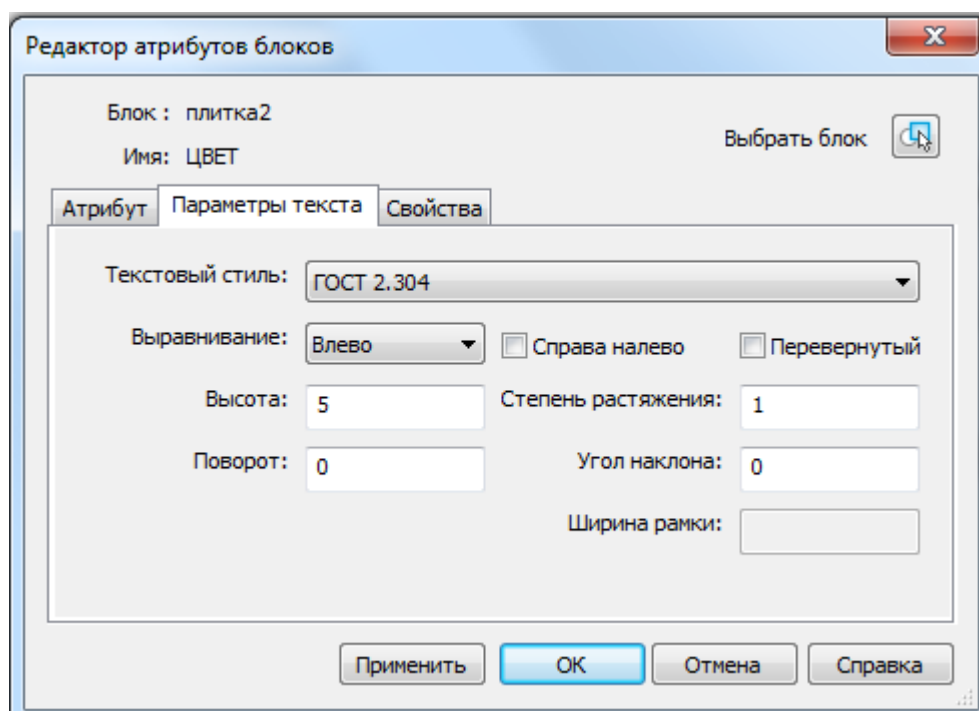 Редактор атрибутов блоков
Блок : плитка2
Выбрать блок
Имя: ЦВЕТ
Атрибут Параметры текста Свойства
Текстовый стиль: ГОСТ 2.304
Выравнивание: Влево Справа налево Перевернутый
Высота: 5 Степень растяжения: 1
Поворот: 0 Угол наклона: 0
Ширина рамки:
Применить ОК Отмена Справка